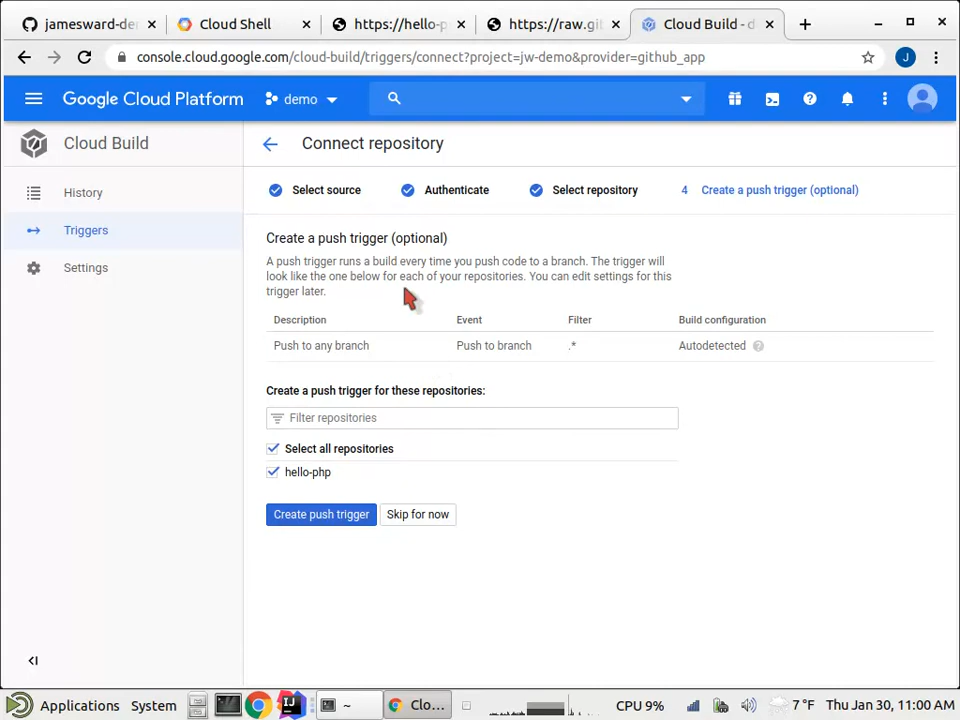 jamesward-der
Cloud Shell
https://hello-p
https://raw.git
Cloud Build - d
console.cloud.google.com/cloud-build/triggers/connect?project=jw-demo&provider=github_app
J
Google Cloud Platform
demo
Cloud Build
Connect repository
History
Triggers
Settings
Select source
Authenticate
Select repository
4 Create a push trigger (optional)
Create a push trigger (optional)
A push trigger runs a build every time you push code to a branch. The trigger will
look like the one below for each of your repositories. You can edit settings for this
trigger later.
Description Event Filter Build configuration
Push to any branch Push to branch .* Autodetected
Create a push trigger for these repositories:
Filter repositories
Select all repositories
hello-php
Create push trigger
Skip for now
Applications System ~ Clo... CPU 9% 7 °F Thu Jan 30, 11:00 AM